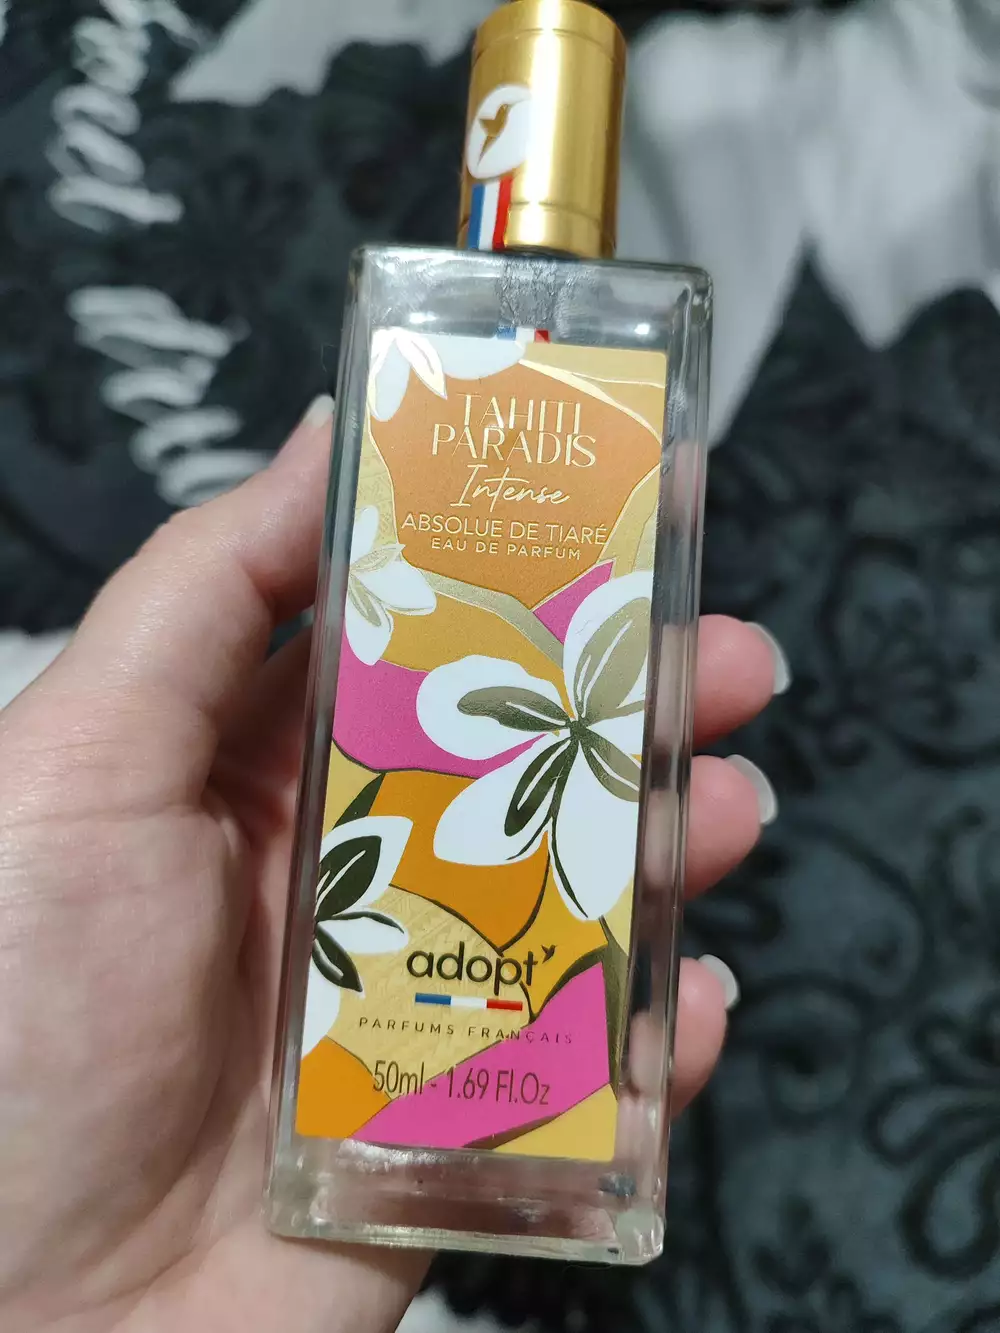 TAHITI
PARADIS
Intense
ABSOLUE DE TIARÉ
EAU DE PARFUM
adopt'
PARFUMS FRANÇAIS
50ml - 1.69 Fl.Oz